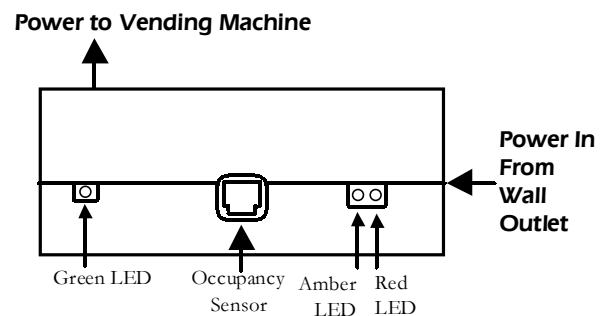 Power to Vending Machine
Power In
From
Wall
Outlet
Green LED
Occupancy
Sensor
Amber
LED
Red
LED